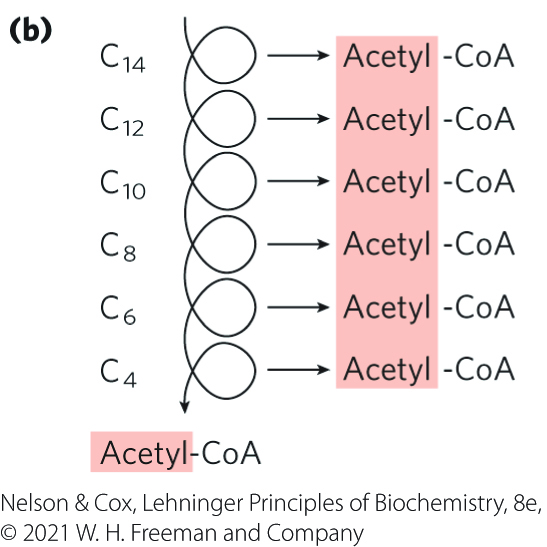 (b)
C14 Acetyl -CoA
C12 Acetyl -CoA
C10 Acetyl -CoA
C8 Acetyl -CoA
C6 Acetyl -CoA
C4 Acetyl -CoA
Acetyl-CoA
Nelson & Cox, Lehninger Principles of Biochemistry, 8e,
© 2021 W. H. Freeman and Company